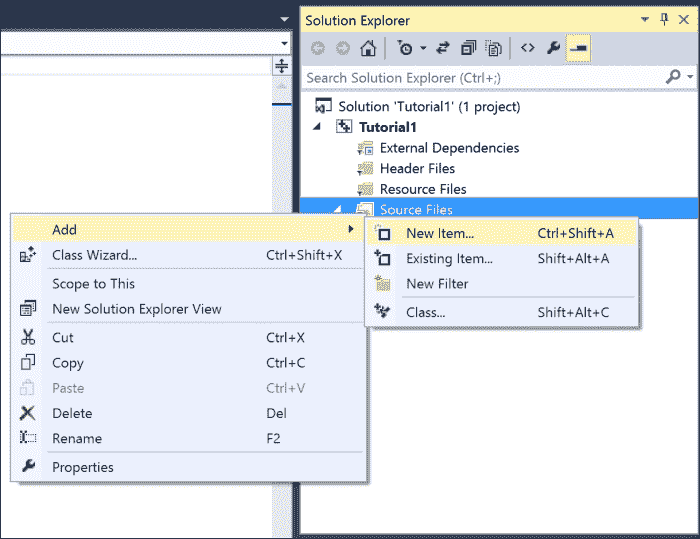 Solution Explorer
Search Solution Explorer (Ctrl+;)
Solution 'Tutorial1' (1 project)
Tutorial1
External Dependencies
Header Files
Resource Files
Source Files
Add
Class Wizard... Ctrl+Shift+X
Scope to This
New Solution Explorer View
Cut Ctrl+X
Copy Ctrl+C
Paste Ctrl+V
Delete Del
Rename F2
Properties
New Item... Ctrl+Shift+A
Existing Item... Shift+Alt+A
New Filter
Class... Shift+Alt+C